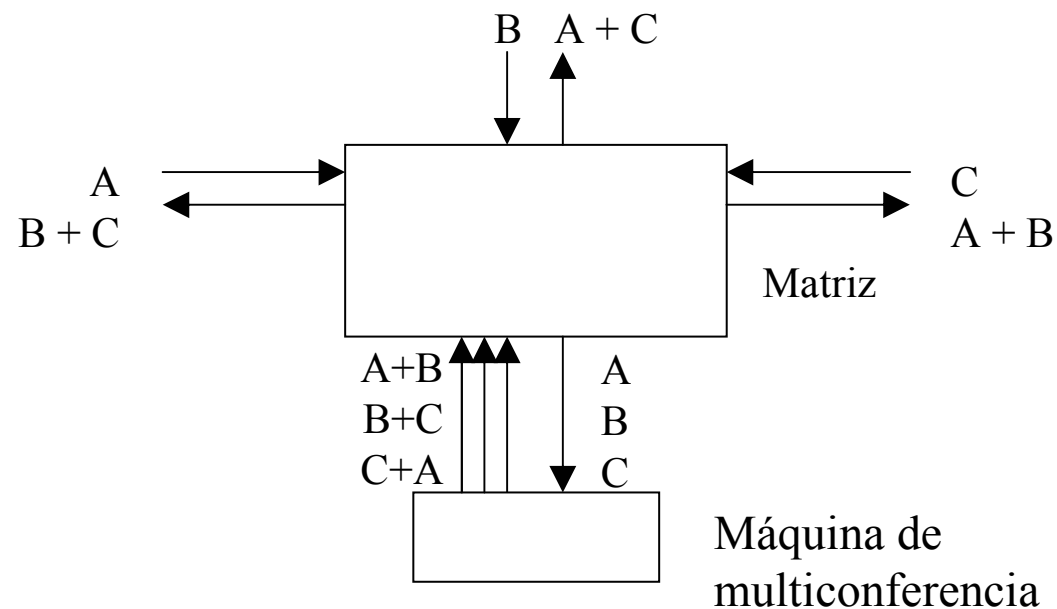 B A + C
A
B + C
C
A + B
Matriz
A+B
B+C
C+A
A
B
C
Máquina de
multiconferencia